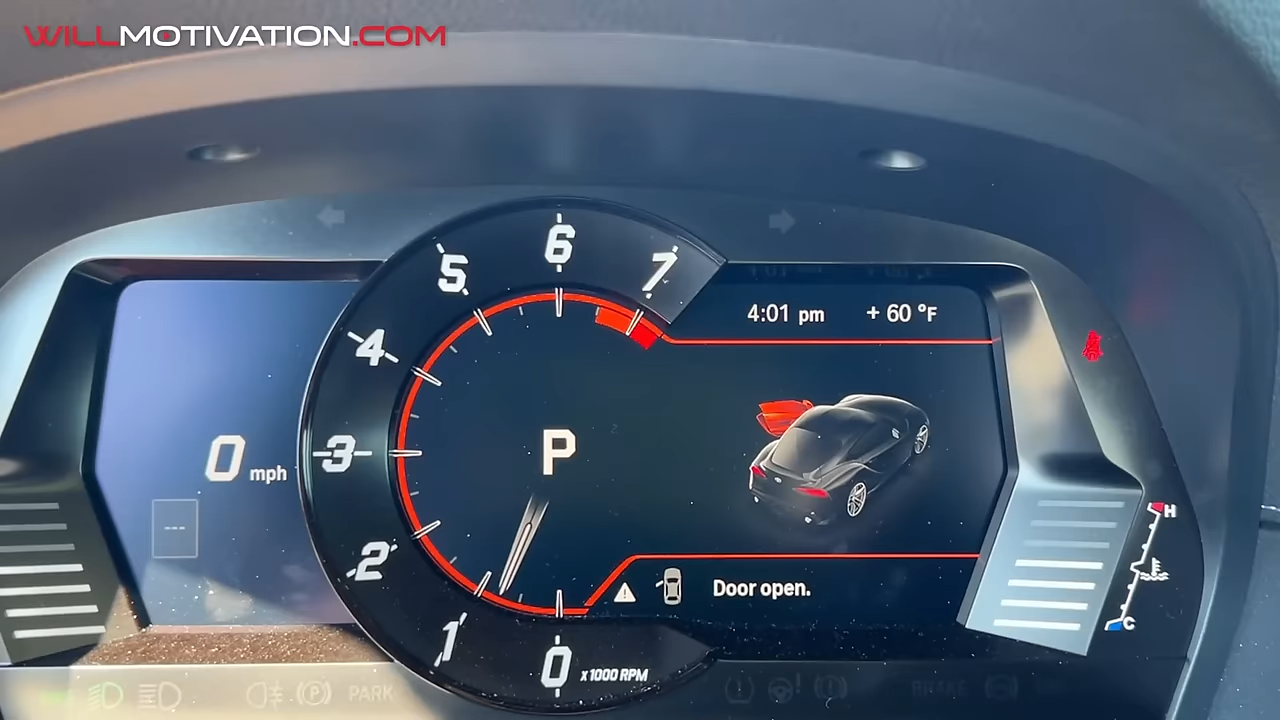 WILLMOTIVATION.COM
6
5
7
4:01 pm +60 °F
4
3
P
0 mph
---
H
2
Door open.
C
1
0 x1000 RPM
PARK
BRAKE